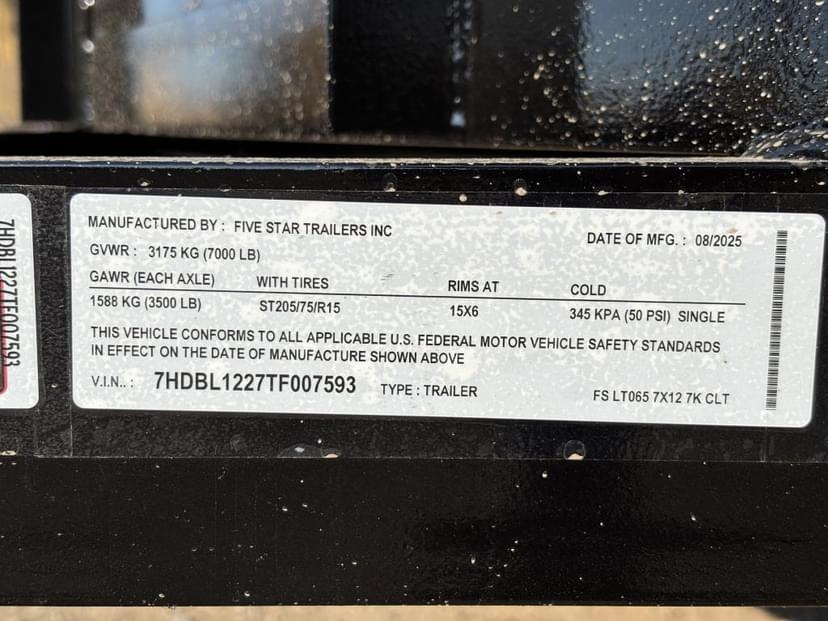 MANUFACTURED BY : FIVE STAR TRAILERS INC
DATE OF MFG. : 08/2025
GVWR : 3175 KG (7000 LB)
GAWR (EACH AXLE) WITH TIRES RIMS AT COLD
1588 KG (3500 LB) ST205/75/R15 15X6 345 KPA (50 PSI) SINGLE
THIS VEHICLE CONFORMS TO ALL APPLICABLE U.S. FEDERAL MOTOR VEHICLE SAFETY STANDARDS
IN EFFECT ON THE DATE OF MANUFACTURE SHOWN ABOVE
V.I.N.. : 7HDBL1227TF007593 TYPE : TRAILER FS LT065 7X12 7K CLT
7HDBL1227TF007593